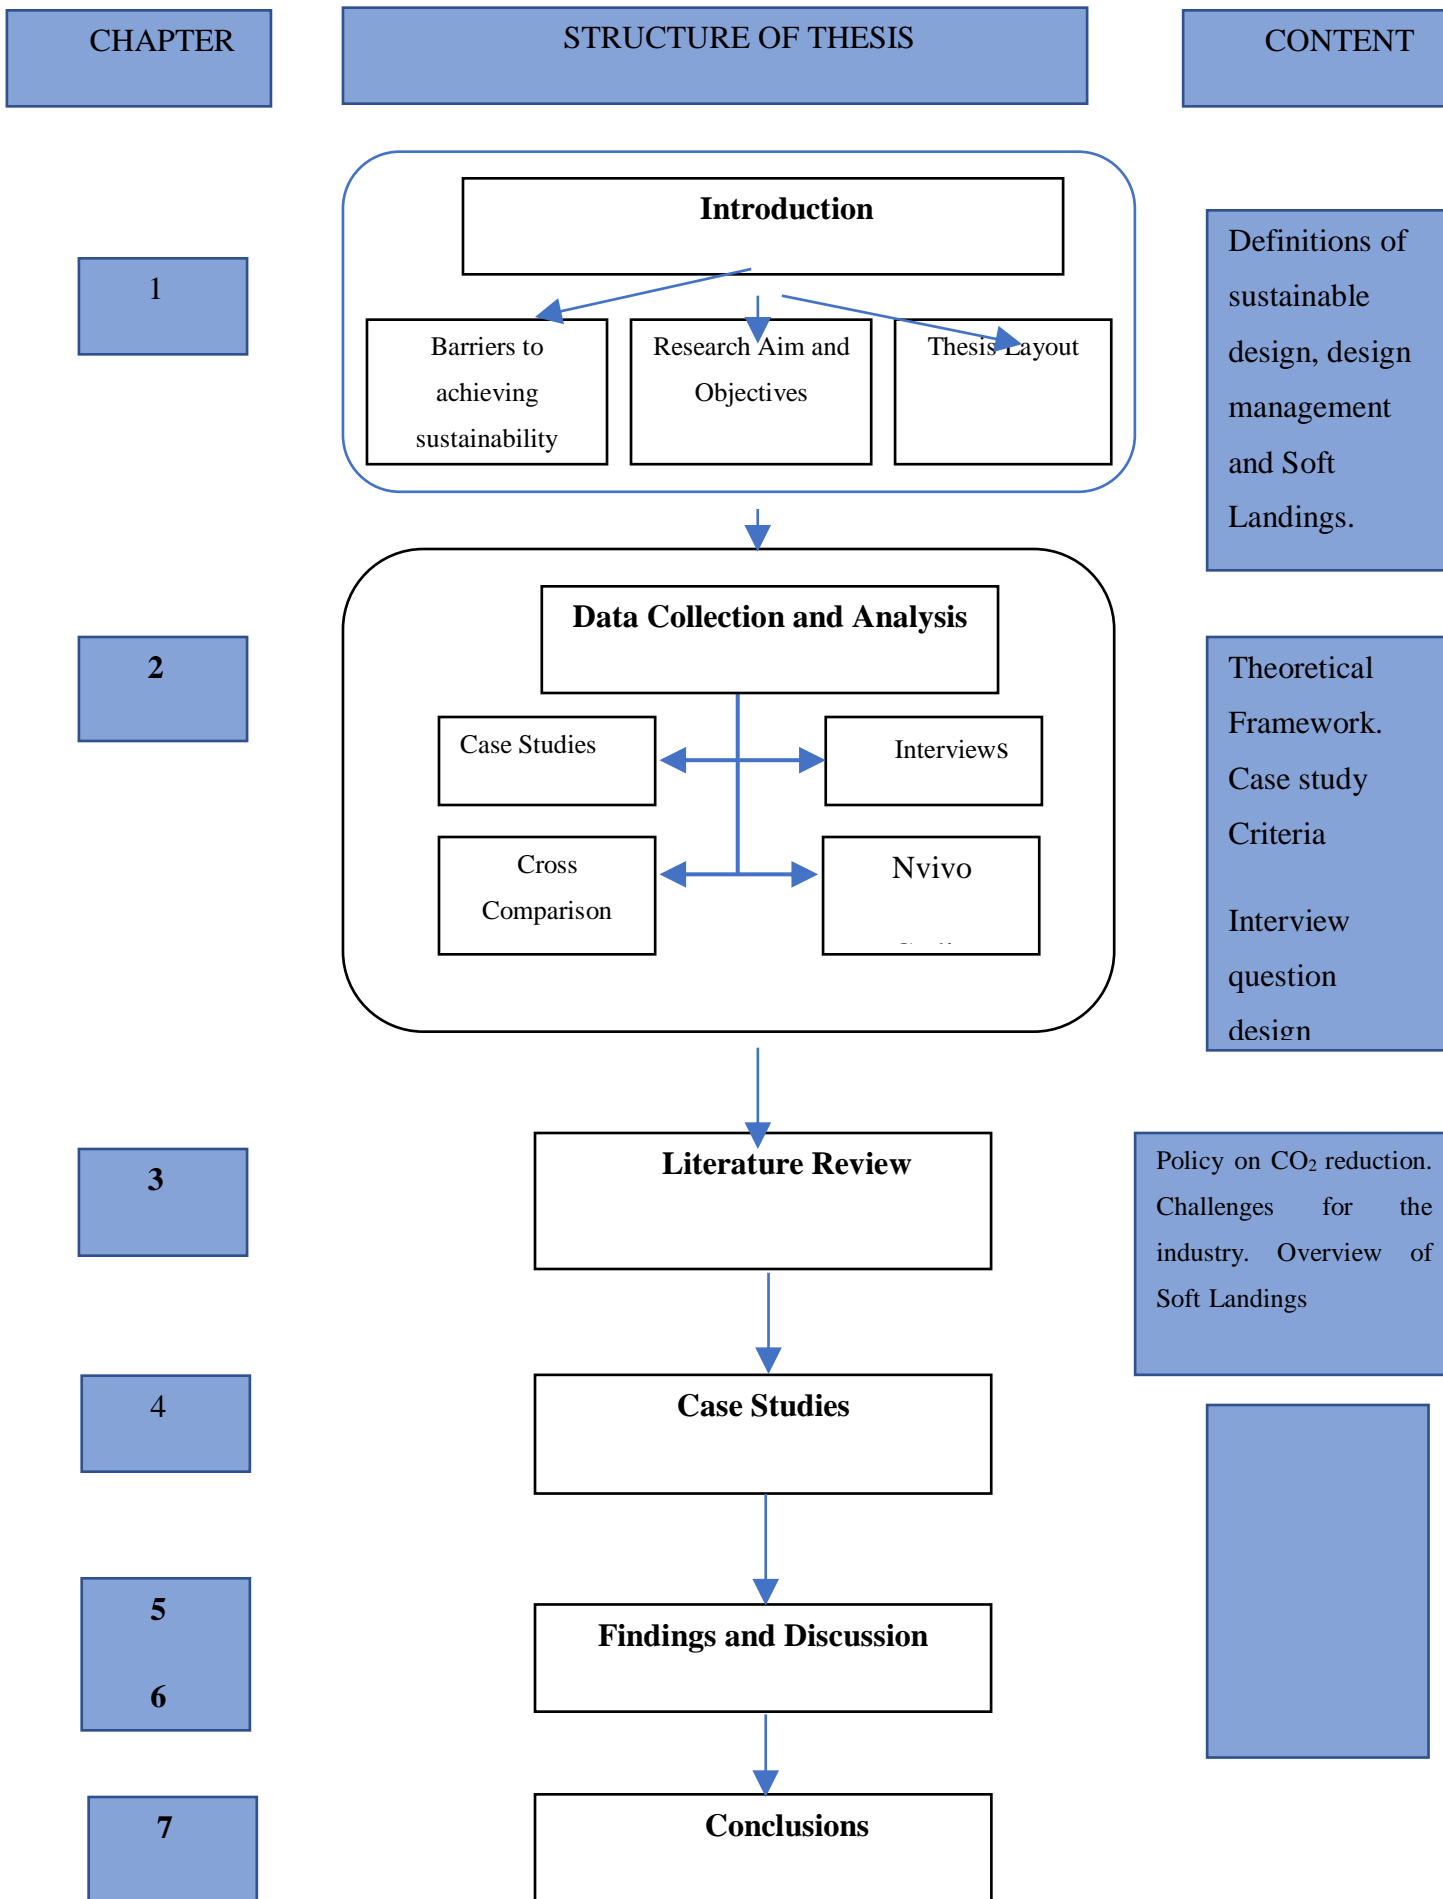 CHAPTER
STRUCTURE OF THESIS
CONTENT
1
Introduction
Barriers to
achieving
sustainability
Research Aim and
Objectives
Thesis Layout
Definitions of
sustainable
design, design
management
and Soft
Landings.
2
Data Collection and Analysis
Case Studies
Interviews
Cross
Comparison
Nvivo
Theoretical
Framework.
Case study
Criteria
Interview
question
design
3
Literature Review
Policy on CO₂ reduction.
Challenges for the
industry. Overview of
Soft Landings
4
Case Studies
5
6
Findings and Discussion
7
Conclusions